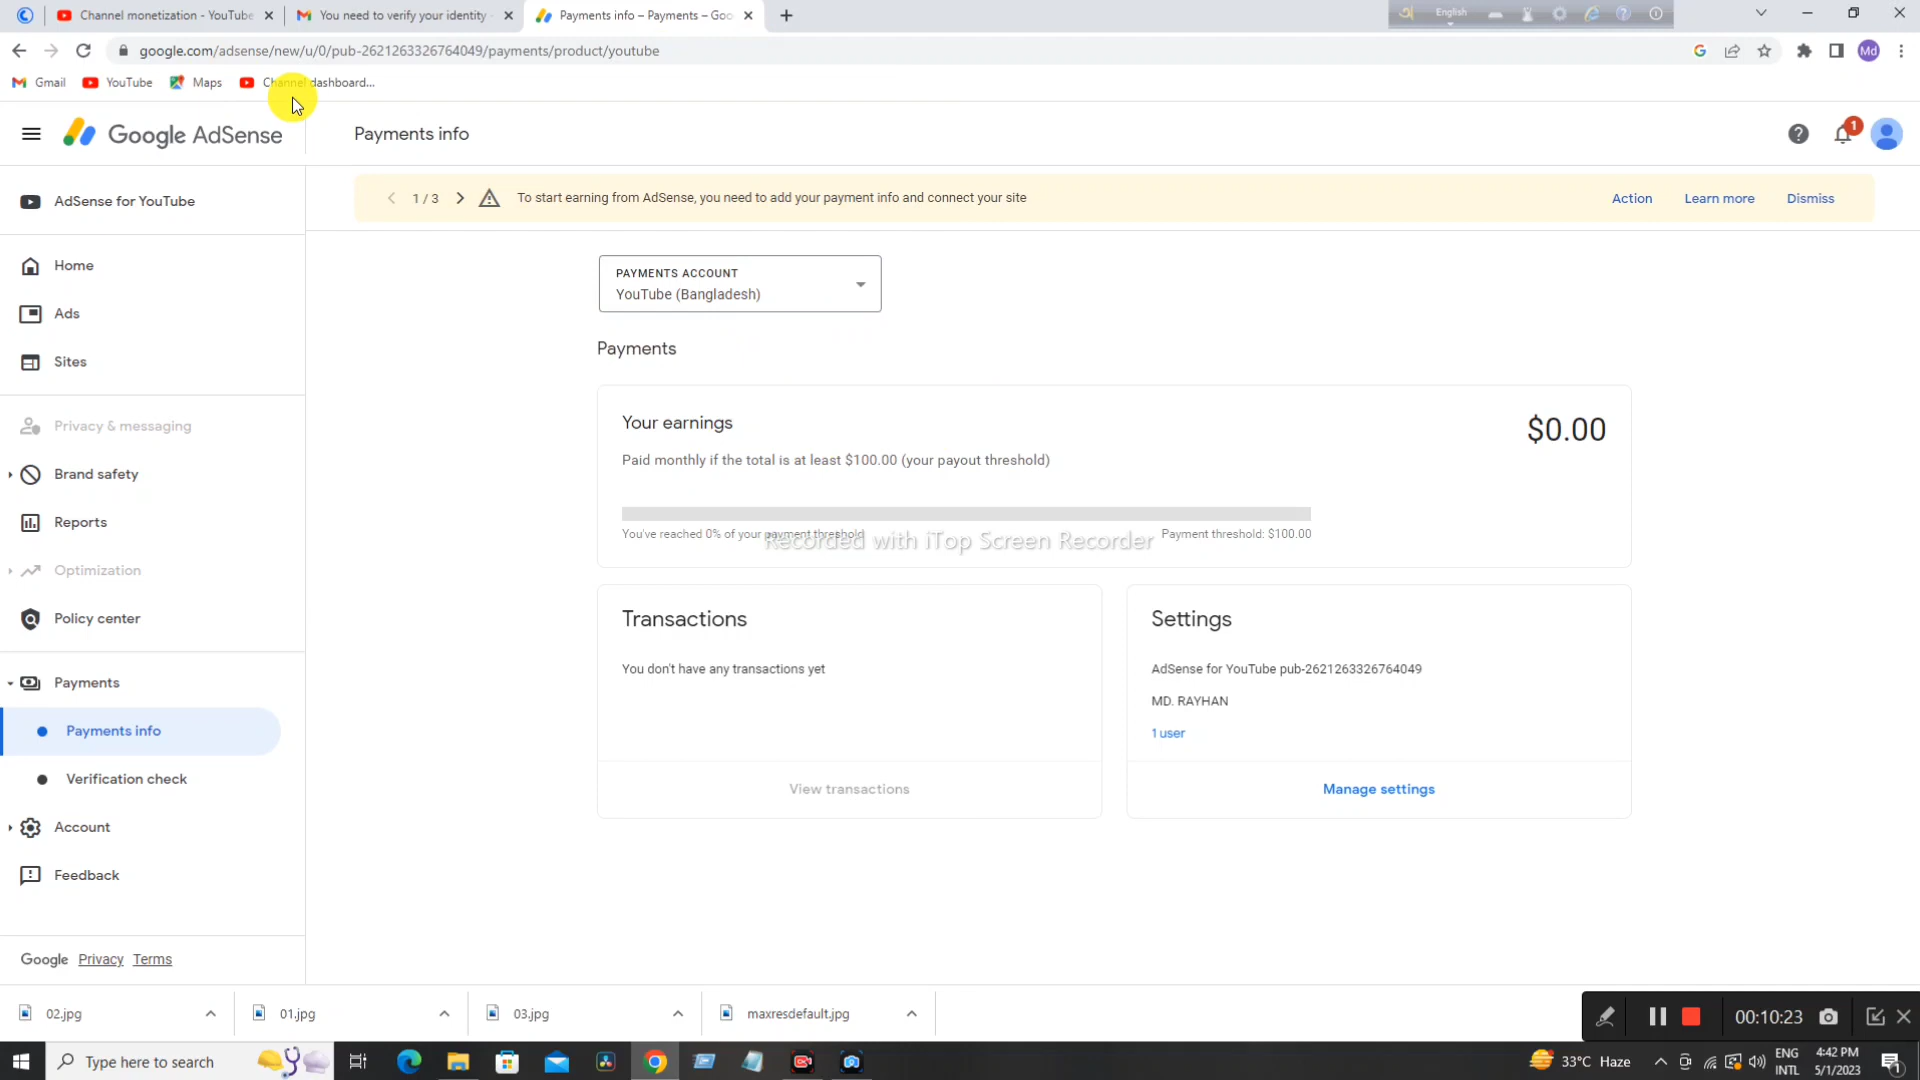 Channel monetization - YouTube
You need to verify your identity -
Payments info – Payments – Goo
English
google.com/adsense/new/u/0/pub-2621263326764049/payments/product/youtube
Md
Gmail
YouTube
Maps
Channel dashboard...
Google AdSense
Payments info
1
AdSense for YouTube
1 / 3
To start earning from AdSense, you need to add your payment info and connect your site
Action
Learn more
Dismiss
Home
Ads
Sites
Privacy & messaging
Brand safety
Reports
Optimization
Policy center
Payments
Payments info
Verification check
Account
Feedback
Google Privacy Terms
PAYMENTS ACCOUNT
YouTube (Bangladesh)
Payments
Your earnings
$0.00
Paid monthly if the total is at least $100.00 (your payout threshold)
You've reached 0% of your payment threshold
Payment threshold: $100.00
Recorded with iTop Screen Recorder
Transactions
You don't have any transactions yet
View transactions
Settings
AdSense for YouTube pub-2621263326764049
MD. RAYHAN
1 user
Manage settings
02.jpg
01.jpg
03.jpg
maxresdefault.jpg
00:10:23
Type here to search
33°C Haze
ENG
INTL
4:42 PM
5/1/2023
1